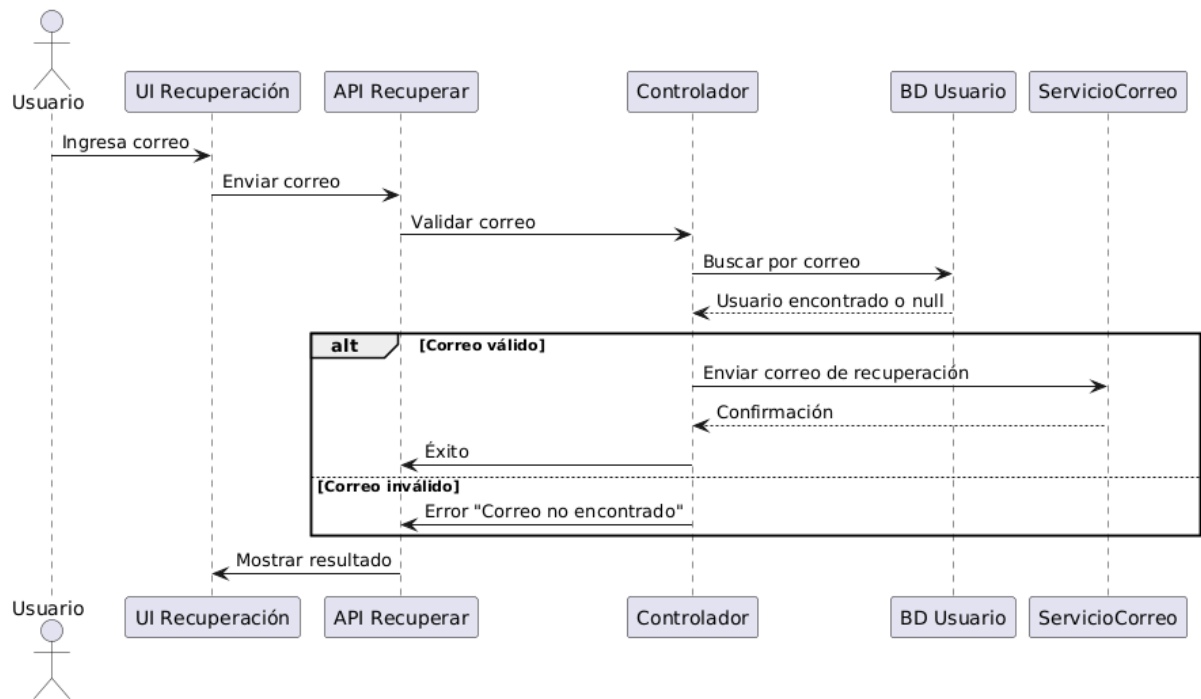 Usuario
UI Recuperación
API Recuperar
Controlador
BD Usuario
ServicioCorreo
Ingresa correo
Enviar correo
Validar correo
Buscar por correo
Usuario encontrado o null
alt
[Correo válido]
Enviar correo de recuperación
Confirmación
Éxito
[Correo inválido]
Error "Correo no encontrado"
Mostrar resultado
Usuario
UI Recuperación
API Recuperar
Controlador
BD Usuario
ServicioCorreo